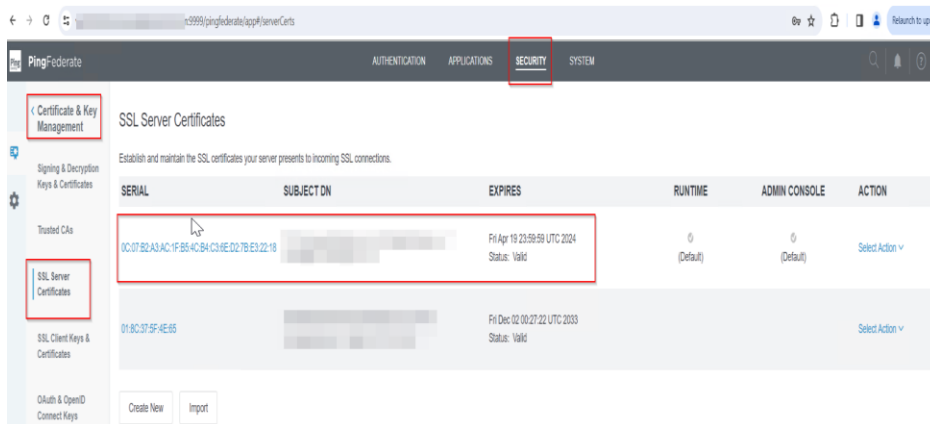 :9999/pingfederate/app#/serverCerts
Relaunch to up
Ping
PingFederate
AUTHENTICATION
APPLICATIONS
SECURITY
SYSTEM
< Certificate & Key
Management
Signing & Decryption
Keys & Certificates
Trusted CAs
SSL Server
Certificates
SSL Client Keys &
Certificates
OAuth & OpenID
Connect Keys
SSL Server Certificates
Establish and maintain the SSL certificates your server presents to incoming SSL connections.
SERIAL SUBJECT DN EXPIRES RUNTIME ADMIN CONSOLE ACTION
0C:07:B2:A3:AC:1F:B5:4C:B4:C3:6E:D2:7B:E3:22:18 Fri Apr 19 23:59:59 UTC 2024 (Default) (Default) Select Action
Status: Valid
01:8C:37:5F:4E:65 Fri Dec 02 00:27:22 UTC 2033 Select Action
Status: Valid
Create New Import